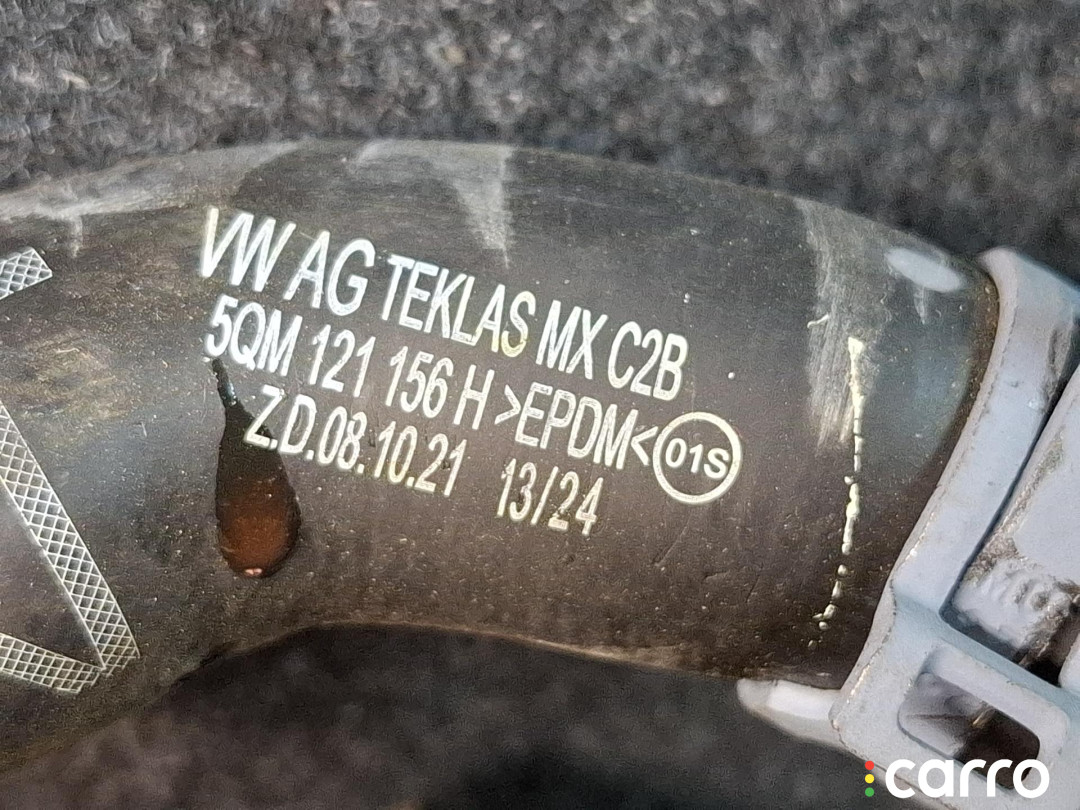 VW AG TEKLAS MX C2B
5QM 121 156 H >EPDM< 01S
Z.D.08.10.21 13/24
carro